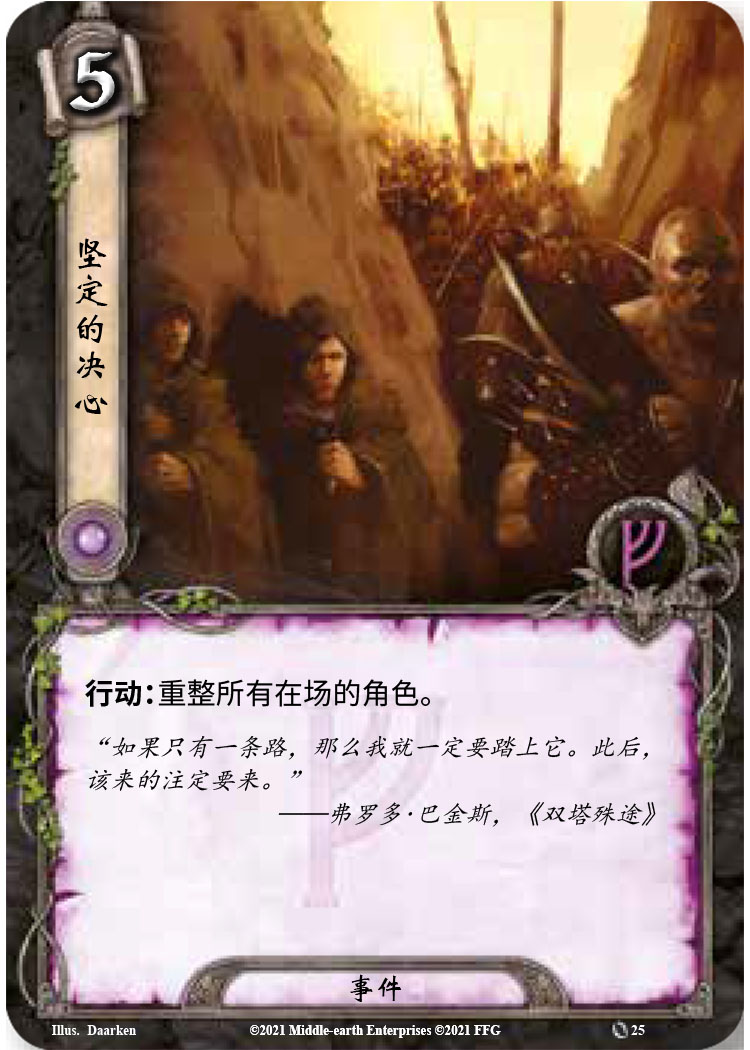 5
坚定的决心
行动：重整所有在场的角色。
“如果只有一条路，那么我就一定要踏上它。此后，
该来的注定要来。”
——弗罗多·巴金斯，《双塔殊途》
事件
Illus. Daarken
©2021 Middle-earth Enterprises ©2021 FFG
25